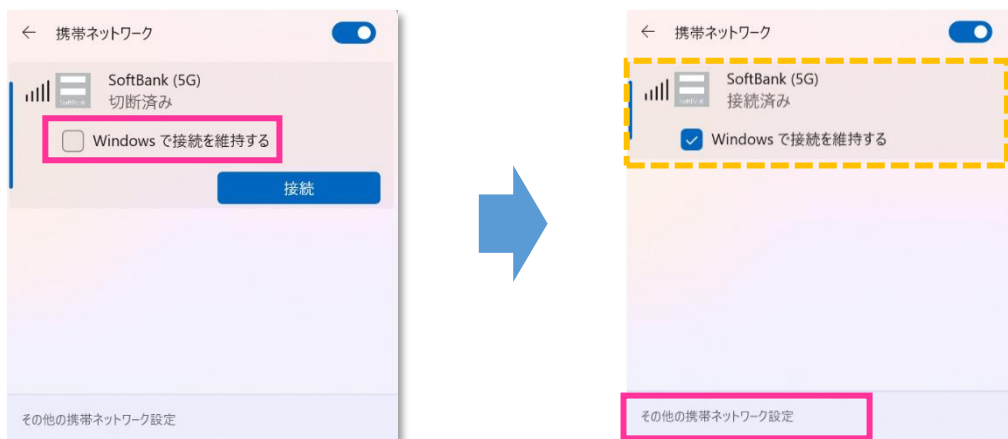 ← 携帯ネットワーク
SoftBank (5G)
切断済み
Windows で接続を維持する
接続
その他の携帯ネットワーク設定
← 携帯ネットワーク
SoftBank (5G)
接続済み
Windows で接続を維持する
その他の携帯ネットワーク設定